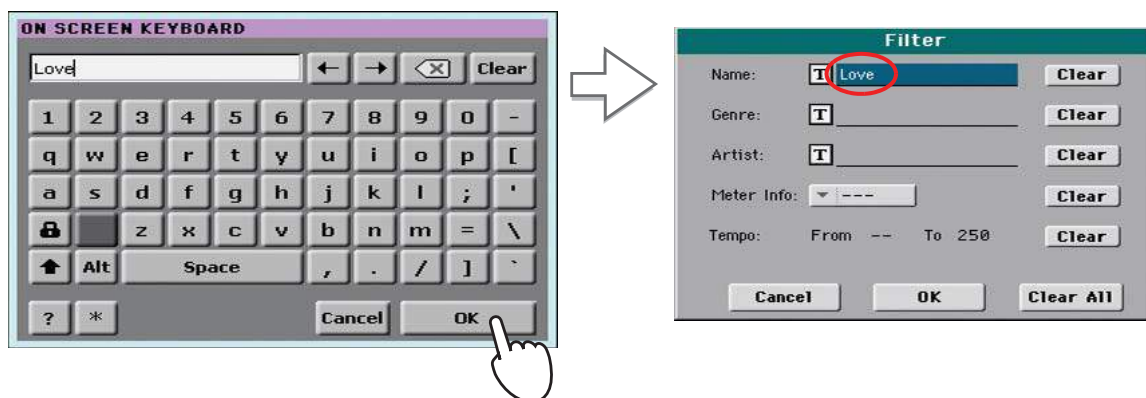 ON SCREEN KEYBOARD
Love
← → Clear
1 2 3 4 5 6 7 8 9 0 -
q w e r t y u i o p [
a s d f g h j k l ; '
z x c v b n m = \
Alt Space , . / ] `
? * Cancel OK
Filter
Name: T Love Clear
Genre: T Clear
Artist: T Clear
Meter Info: --- Clear
Tempo: From -- To 250 Clear
Cancel OK Clear All